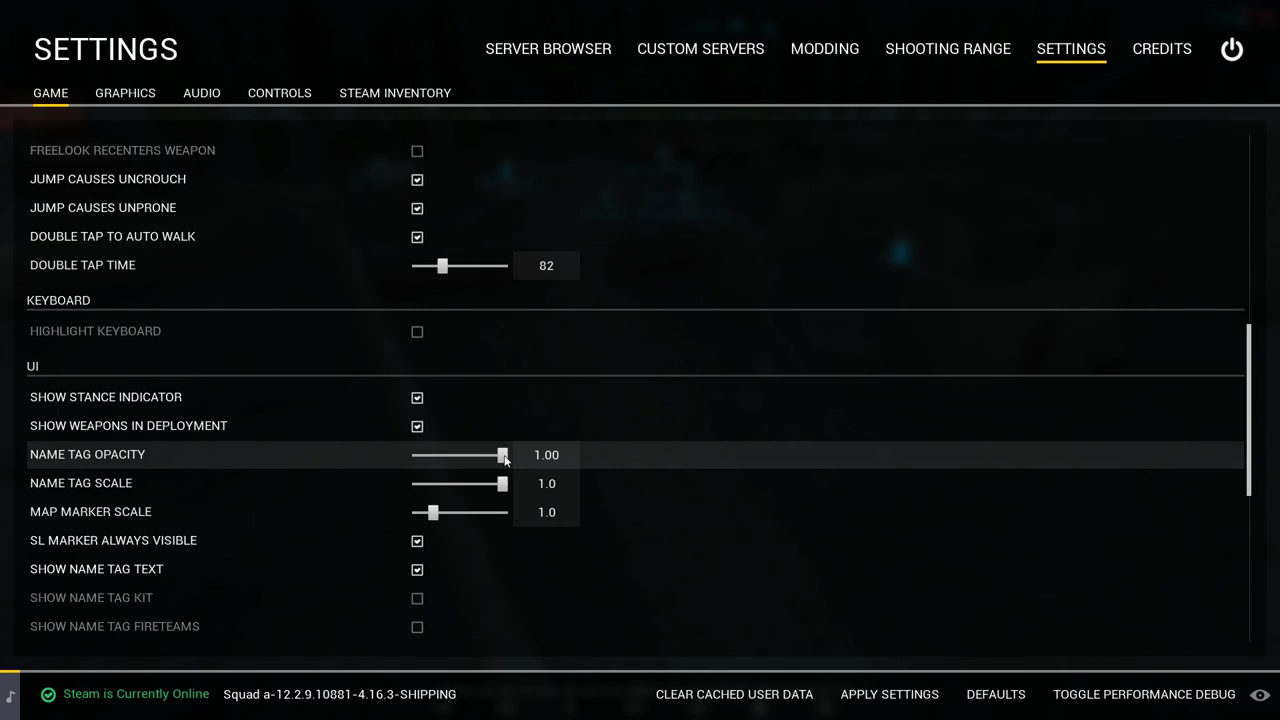 SETTINGS
SERVER BROWSER CUSTOM SERVERS MODDING SHOOTING RANGE SETTINGS CREDITS
GAME GRAPHICS AUDIO CONTROLS STEAM INVENTORY
FREELOOK RECENTERS WEAPON
JUMP CAUSES UNCROUCH
JUMP CAUSES UNPRONE
DOUBLE TAP TO AUTO WALK
DOUBLE TAP TIME 82
KEYBOARD
HIGHLIGHT KEYBOARD
UI
SHOW STANCE INDICATOR
SHOW WEAPONS IN DEPLOYMENT
NAME TAG OPACITY 1.00
NAME TAG SCALE 1.0
MAP MARKER SCALE 1.0
SL MARKER ALWAYS VISIBLE
SHOW NAME TAG TEXT
SHOW NAME TAG KIT
SHOW NAME TAG FIRETEAMS
Steam is Currently Online Squad a-12.2.9.10881-4.16.3-SHIPPING CLEAR CACHED USER DATA APPLY SETTINGS DEFAULTS TOGGLE PERFORMANCE DEBUG